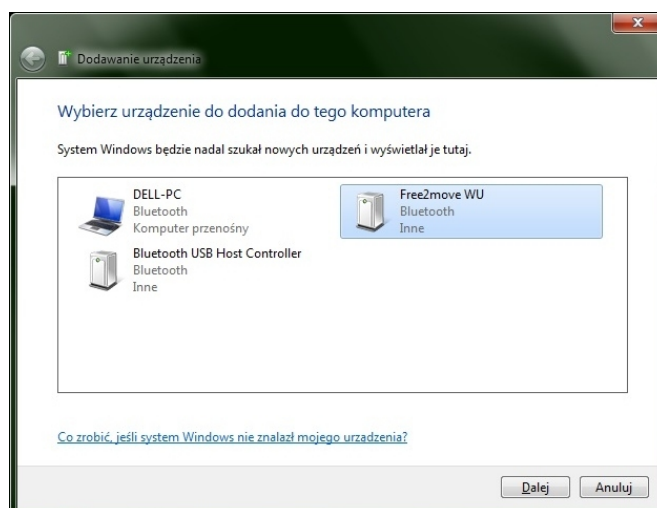 Dodawanie urządzenia
Wybierz urządzenie do dodania do tego komputera
System Windows będzie nadal szukał nowych urządzeń i wyświetlał je tutaj.
DELL-PC
Bluetooth
Komputer przenośny
Free2move WU
Bluetooth
Inne
Bluetooth USB Host Controller
Bluetooth
Inne
Co zrobić, jeśli system Windows nie znalazł mojego urzadzenia?
Dalej
Anuluj